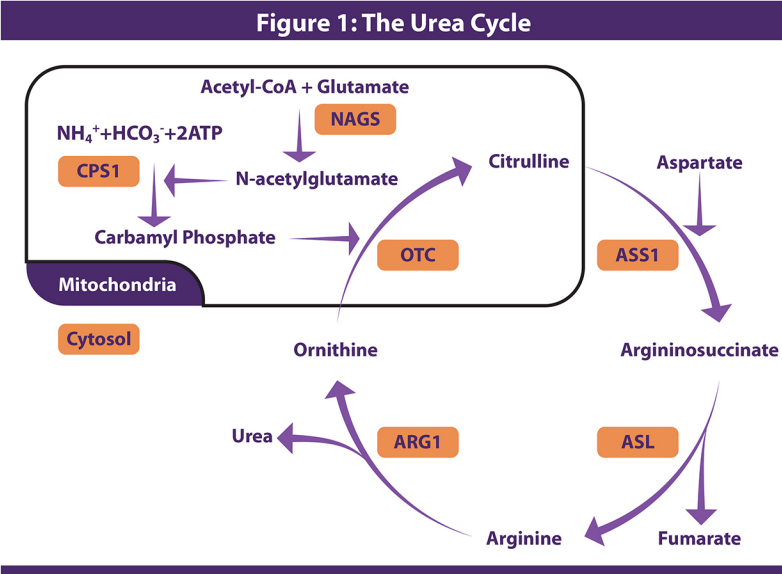 Figure 1: The Urea Cycle
Acetyl-CoA + Glutamate
NAGS
NH₄⁺+HCO₃⁻+2ATP
CPS1
N-acetylglutamate
Citrulline
Aspartate
Carbamyl Phosphate
OTC
ASS1
Mitochondria
Cytosol
Ornithine
Argininosuccinate
Urea
ARG1
ASL
Arginine
Fumarate